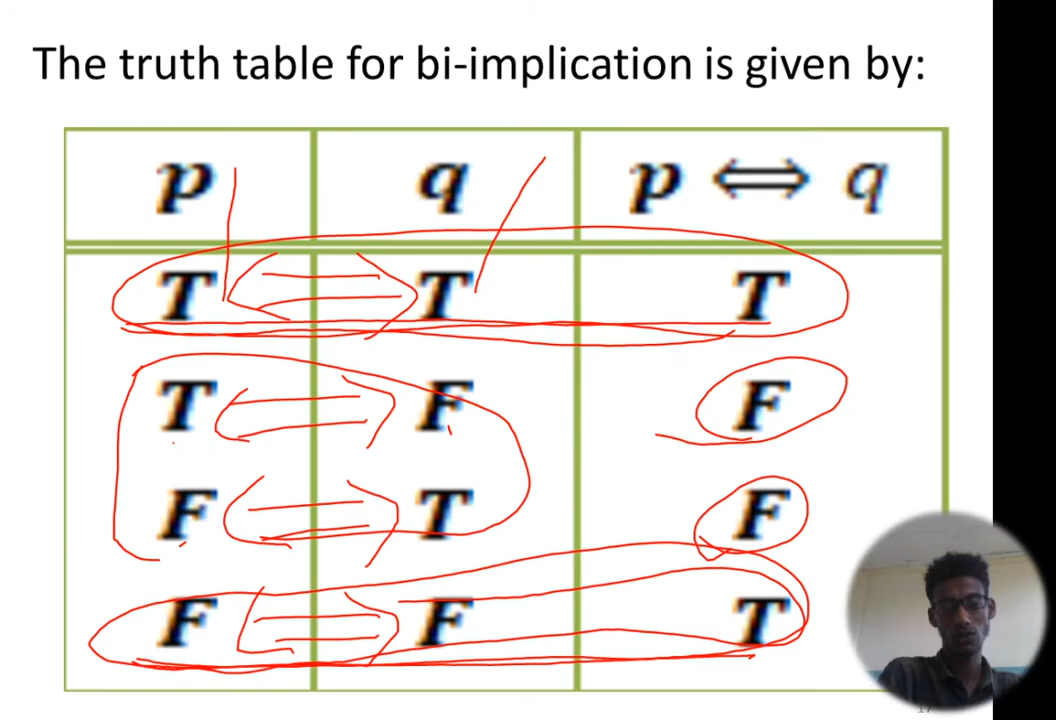 The truth table for bi-implication is given by:
p q p ⟺ q
T T T
T F F
F T F
F F T